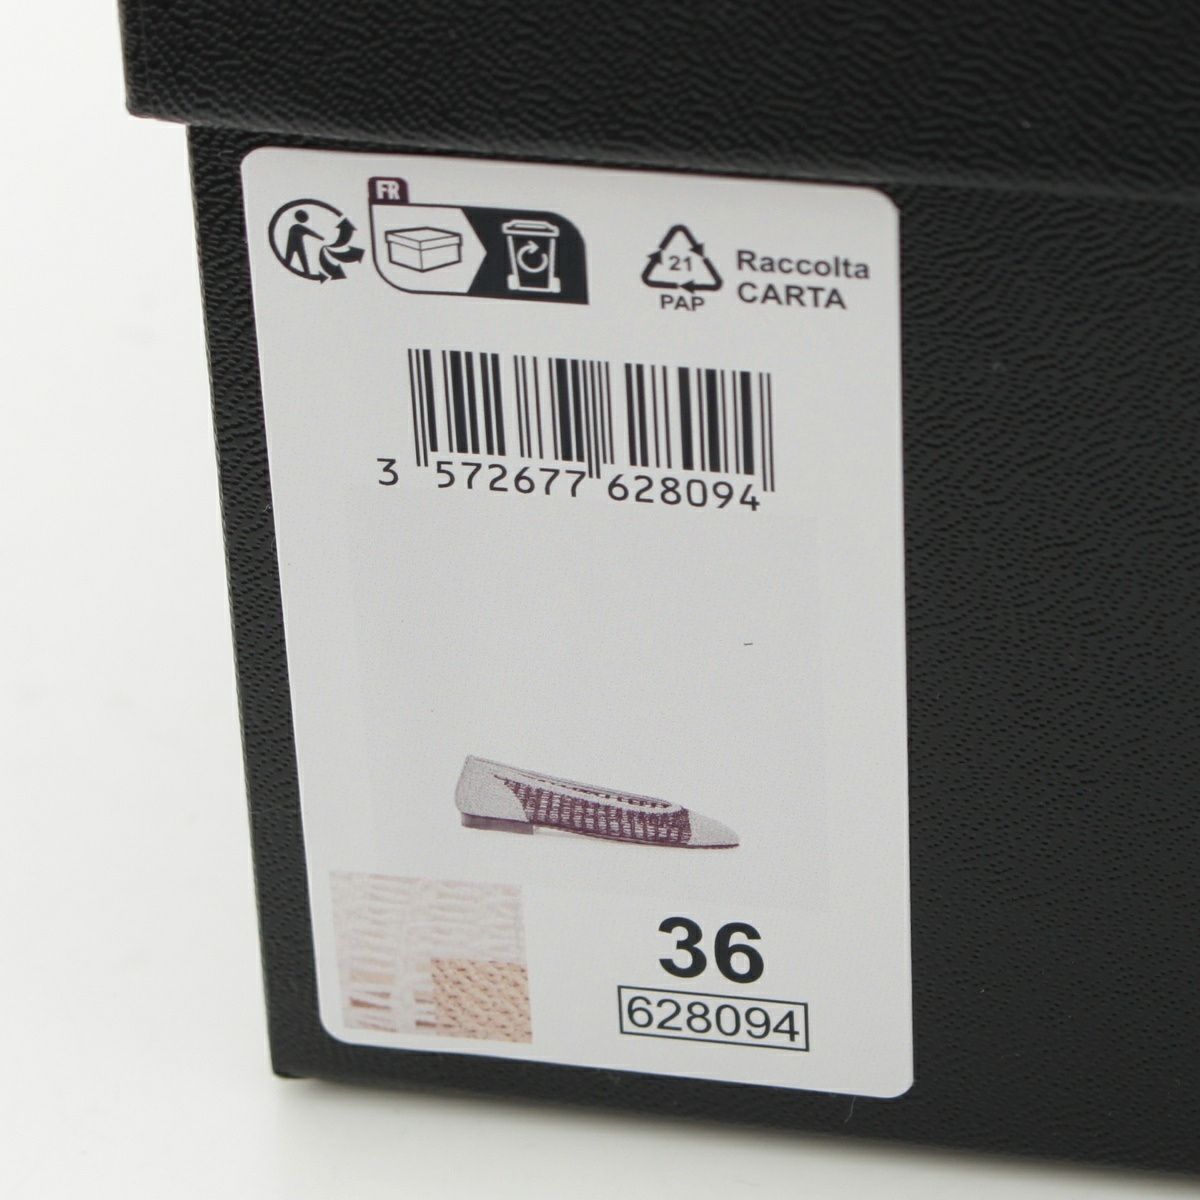 FR
21
PAP
Raccolta
CARTA
3 572677 628094
36
628094